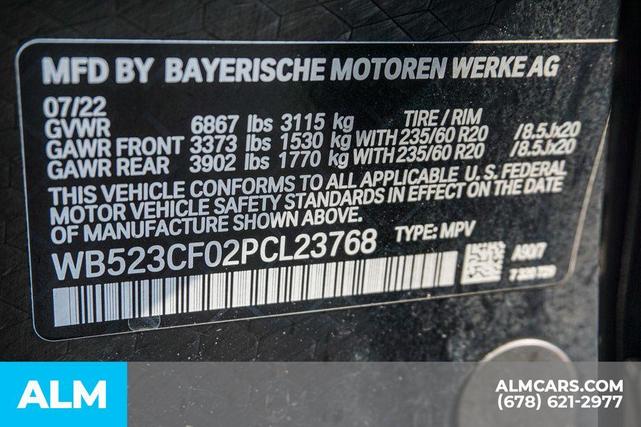 MFD BY BAYERISCHE MOTOREN WERKE AG
07/22
TIRE / RIM
GVWR 6867 lbs 3115 kg
GAWR FRONT 3373 lbs 1530 kg WITH 235/60 R20 /8.5Jx20
GAWR REAR 3902 lbs 1770 kg WITH 235/60 R20 /8.5Jx20
THIS VEHICLE CONFORMS TO ALL APPLICABLE U. S. FEDERAL
MOTOR VEHICLE SAFETY STANDARDS IN EFFECT ON THE DATE
OF MANUFACTURE SHOWN ABOVE.
WB523CF02PCL23768 TYPE: MPV
A90/7
ALM
ALMCARS.COM
(678) 621-2977